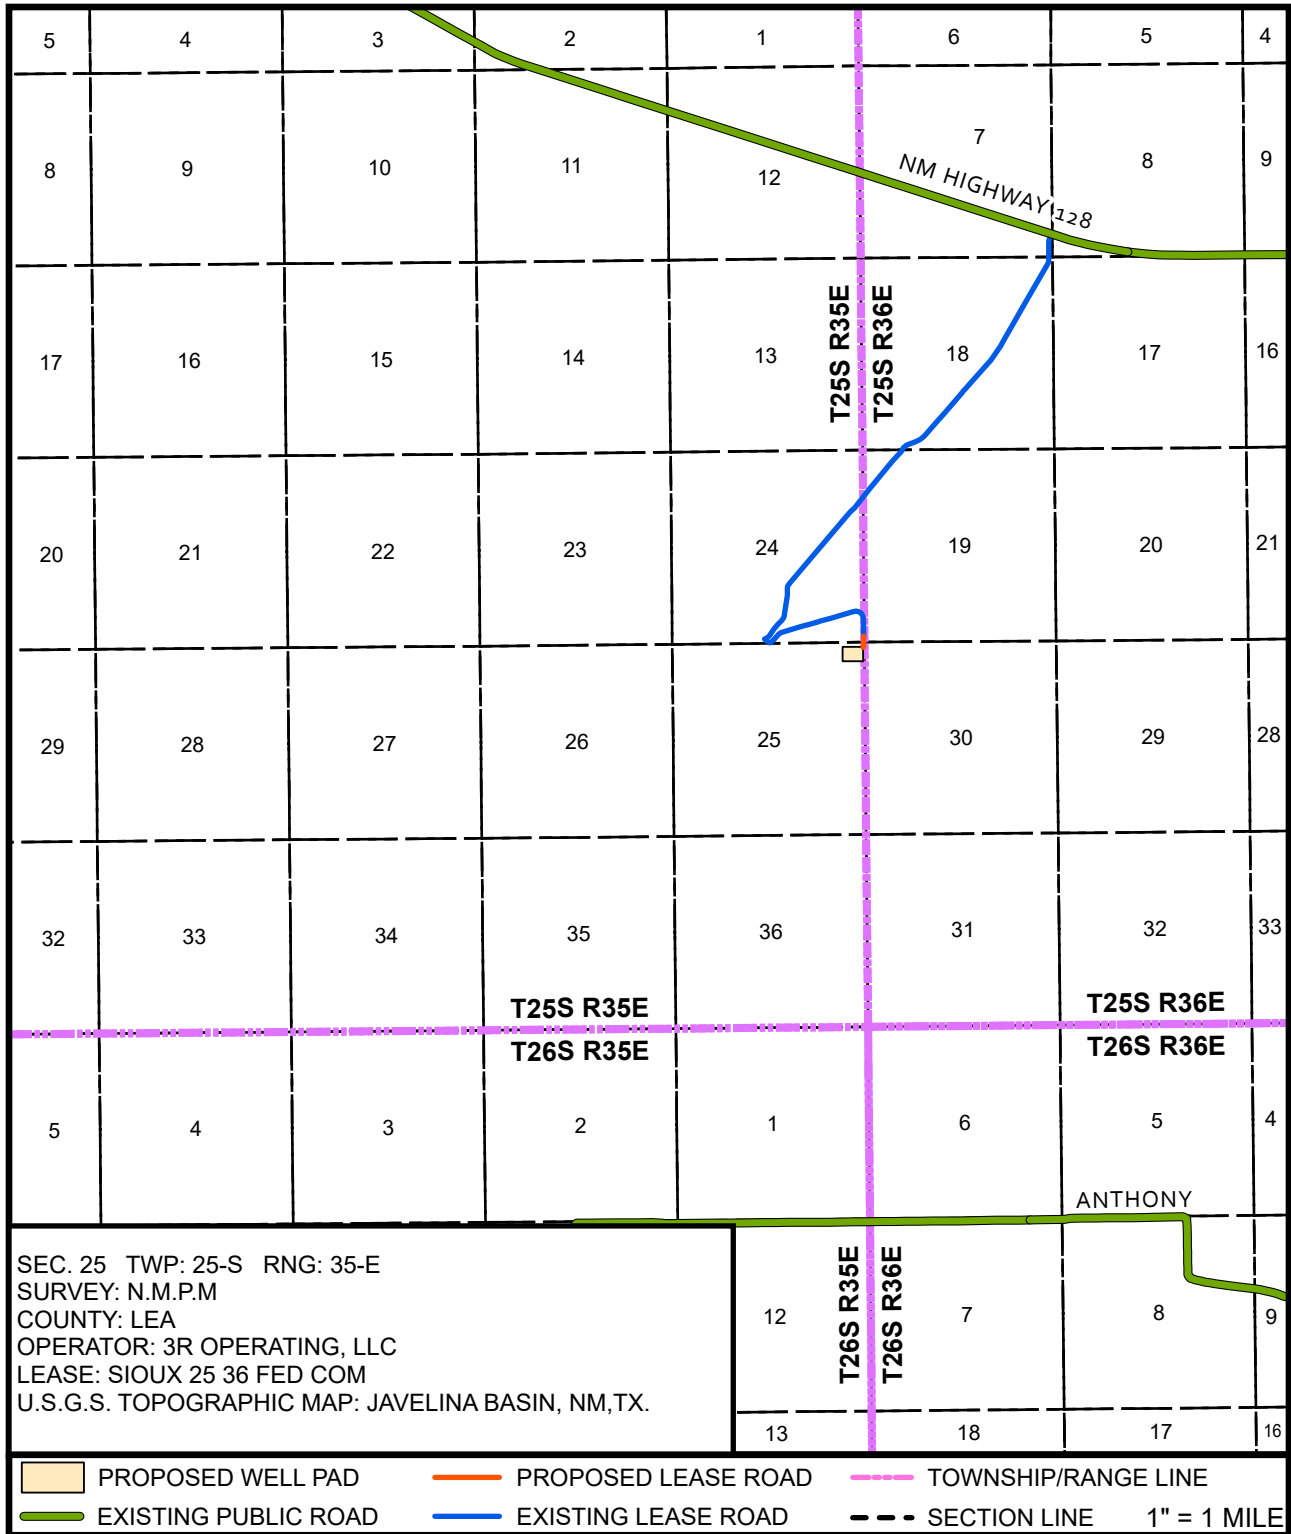 5 4 3 2 1 6 5 4
8 9 10 11 12 7 8 9
NM HIGHWAY 128
T25S R35E
T25S R36E
17 16 15 14 13 18 17 16
20 21 22 23 24 19 20 21
29 28 27 26 25 30 29 28
32 33 34 35 36 31 32 33
T25S R35E
T25S R36E
T26S R35E
T26S R36E
5 4 3 2 1 6 5 4
ANTHONY
T26S R35E
T26S R36E
12 7 8 9
13 18 17 16
SEC. 25 TWP: 25-S RNG: 35-E
SURVEY: N.M.P.M
COUNTY: LEA
OPERATOR: 3R OPERATING, LLC
LEASE: SIOUX 25 36 FED COM
U.S.G.S. TOPOGRAPHIC MAP: JAVELINA BASIN, NM,TX.
PROPOSED WELL PAD PROPOSED LEASE ROAD TOWNSHIP/RANGE LINE
EXISTING PUBLIC ROAD EXISTING LEASE ROAD SECTION LINE 1" = 1 MILE